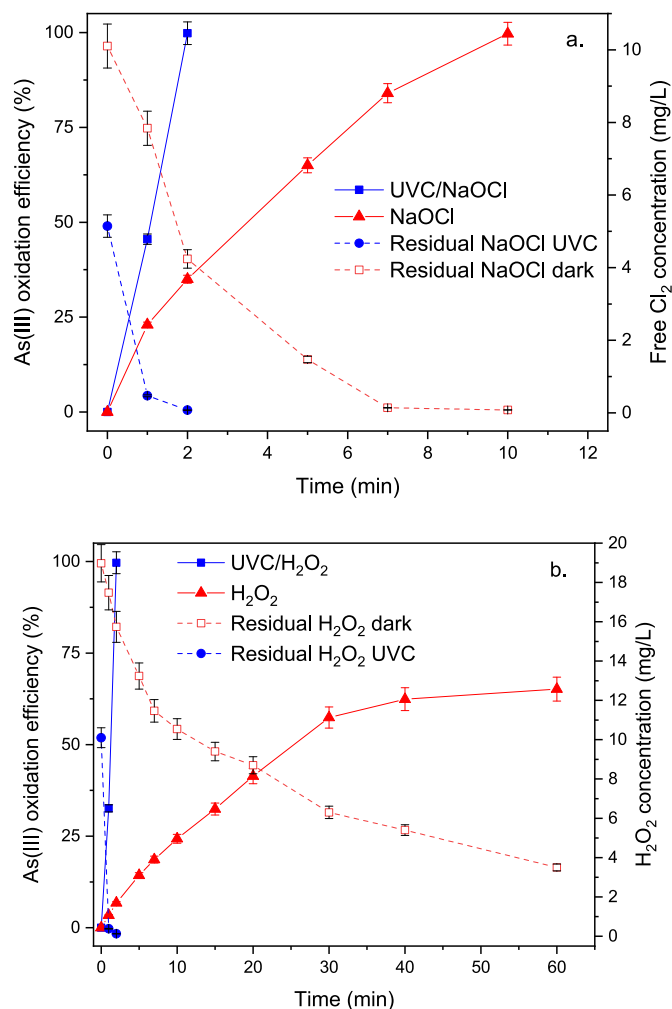 a.
100
75
50
25
0
As(III) oxidation efficiency (%)
10
8
6
4
2
0
Free Cl₂ concentration (mg/L)
UVC/NaOCl
NaOCl
Residual NaOCl UVC
Residual NaOCl dark
0 2 4 6 8 10 12
Time (min)
b.
100
75
50
25
0
As(III) oxidation efficiency (%)
20
18
16
14
12
10
8
6
4
2
0
H₂O₂ concentration (mg/L)
UVC/H₂O₂
H₂O₂
Residual H₂O₂ dark
Residual H₂O₂ UVC
0 10 20 30 40 50 60
Time (min)